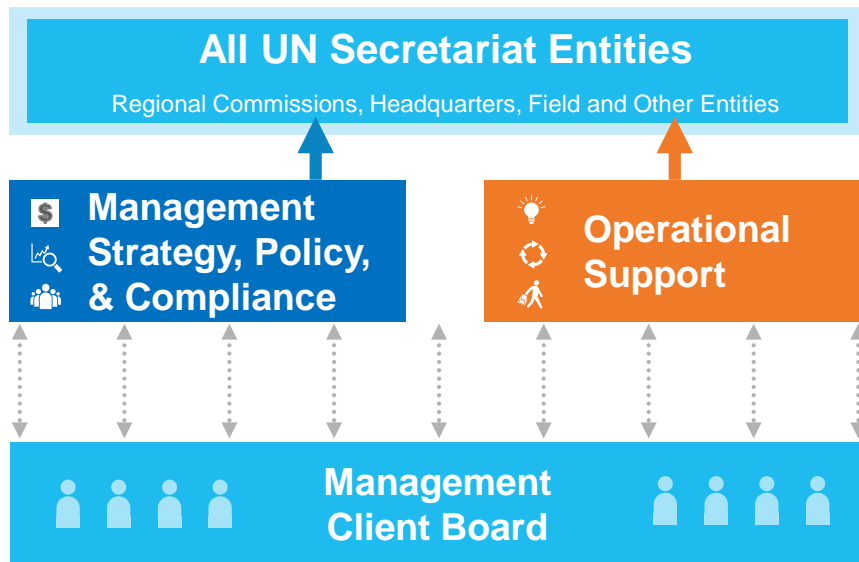 All UN Secretariat Entities
Regional Commissions, Headquarters, Field and Other Entities
$
Management
Strategy, Policy,
& Compliance
Operational
Support
Management
Client Board